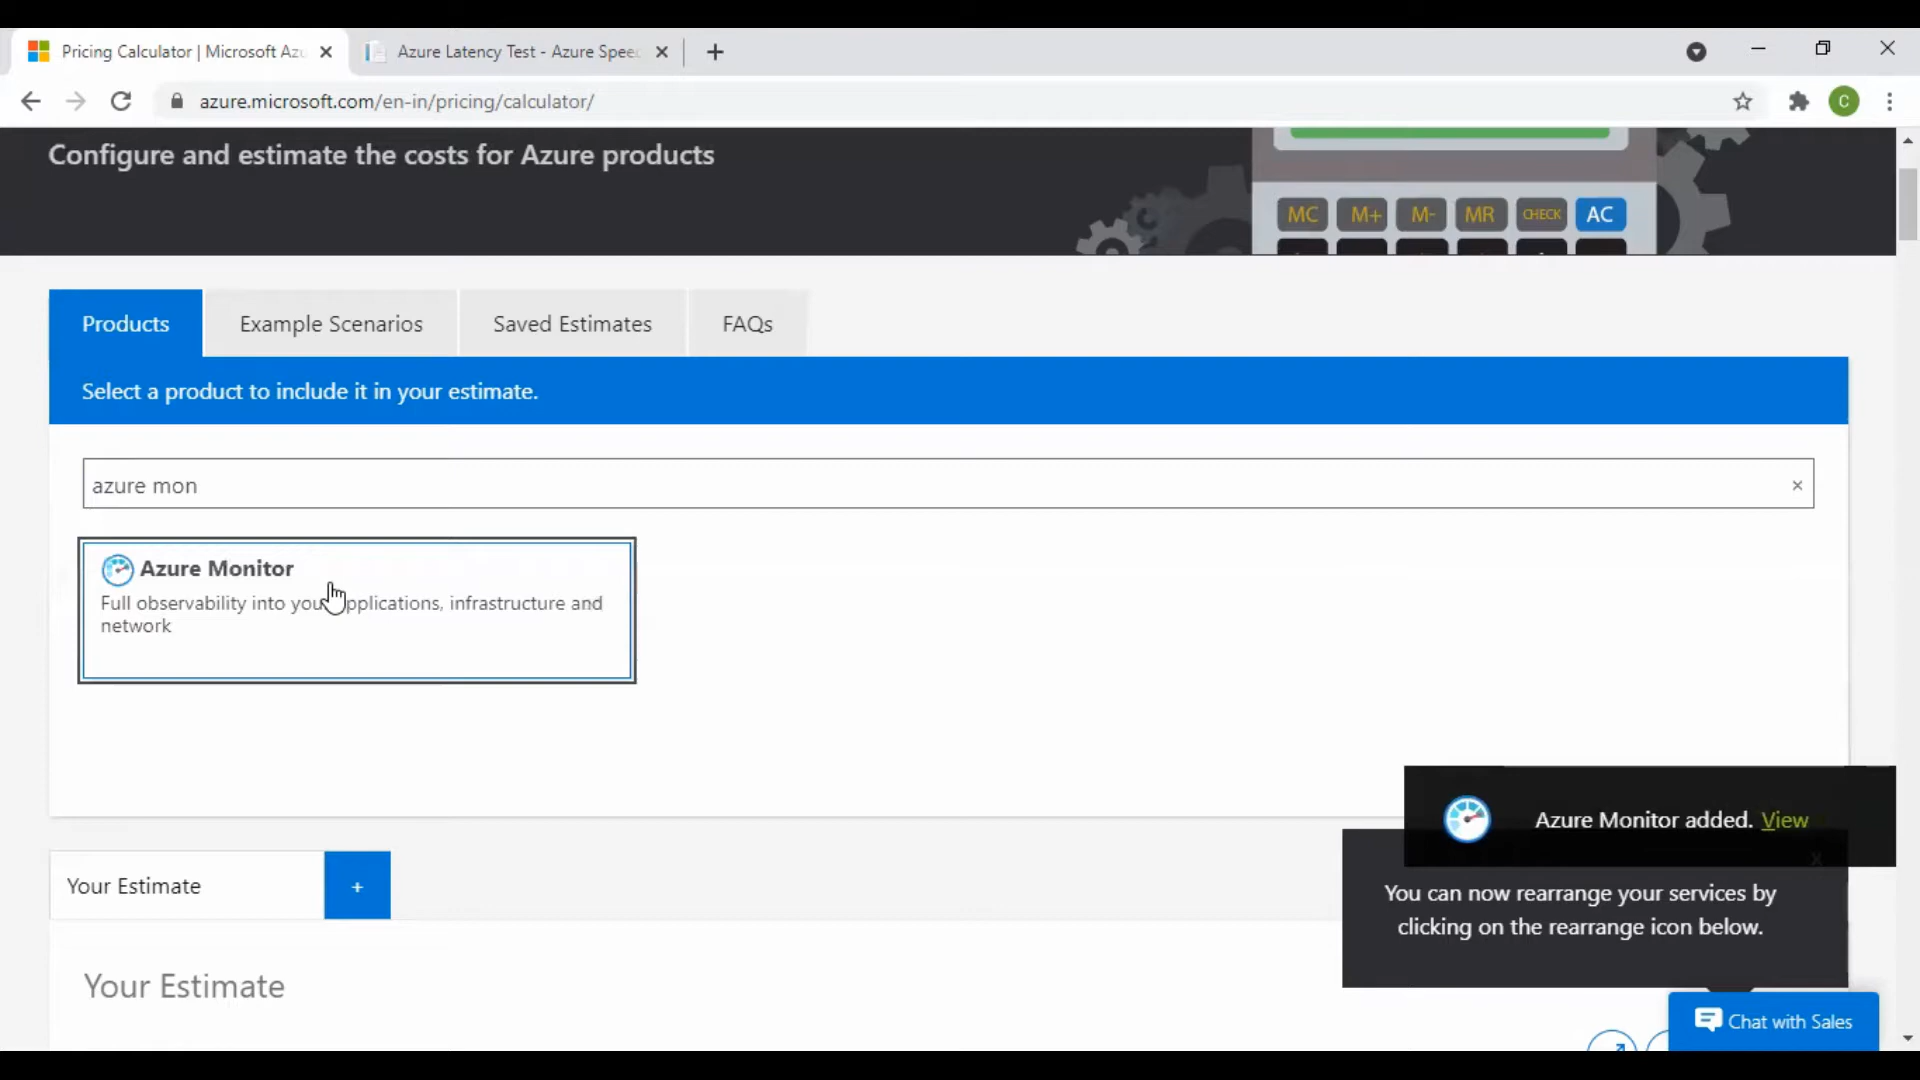 Pricing Calculator | Microsoft Azu
Azure Latency Test - Azure Speed
azure.microsoft.com/en-in/pricing/calculator/
C
Configure and estimate the costs for Azure products
MC M+ M- MR CHECK AC
Products Example Scenarios Saved Estimates FAQs
Select a product to include it in your estimate.
azure mon
Azure Monitor
Full observability into your applications, infrastructure and
network
Azure Monitor added. View
Your Estimate +
You can now rearrange your services by
clicking on the rearrange icon below.
Your Estimate
Chat with Sales